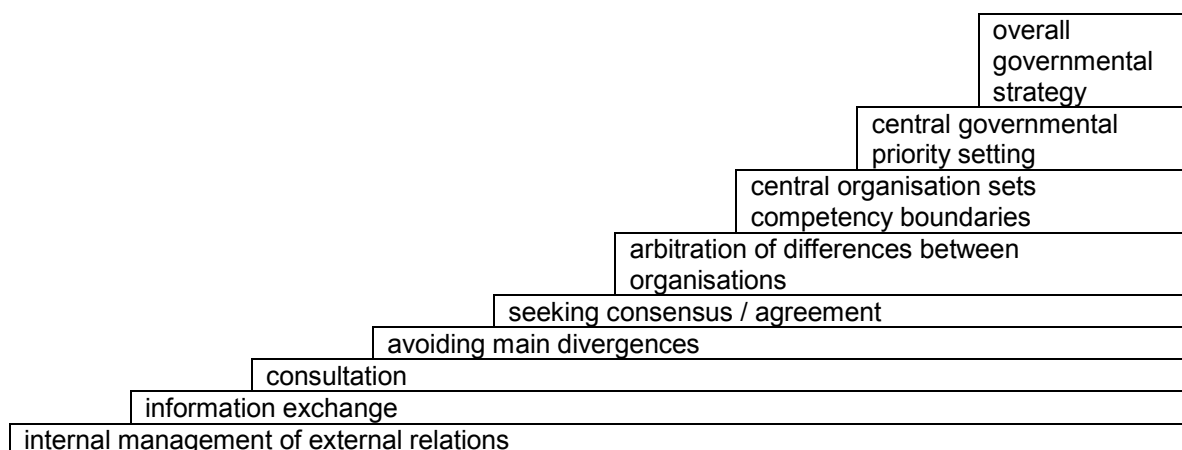 overall
governmental
strategy
central governmental
priority setting
central organisation sets
competency boundaries
arbitration of differences between
organisations
seeking consensus / agreement
avoiding main divergences
consultation
information exchange
internal management of external relations